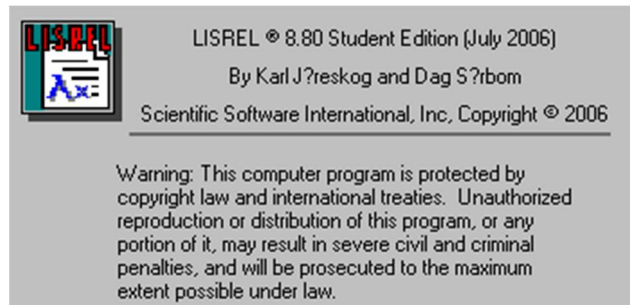 LISREL
LISREL ® 8.80 Student Edition (July 2006)
By Karl J?reskog and Dag S?rbom
Scientific Software International, Inc, Copyright © 2006
Warning: This computer program is protected by
copyright law and international treaties. Unauthorized
reproduction or distribution of this program, or any
portion of it, may result in severe civil and criminal
penalties, and will be prosecuted to the maximum
extent possible under law.